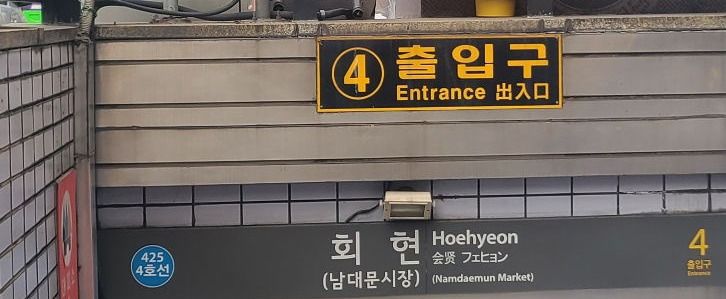 ④ 출입구
Entrance 出入口
425
4호선
회 현
(남대문시장)
Hoehyeon
会贤 フェヒョン
(Namdaemun Market)
4
출입구
Entrance